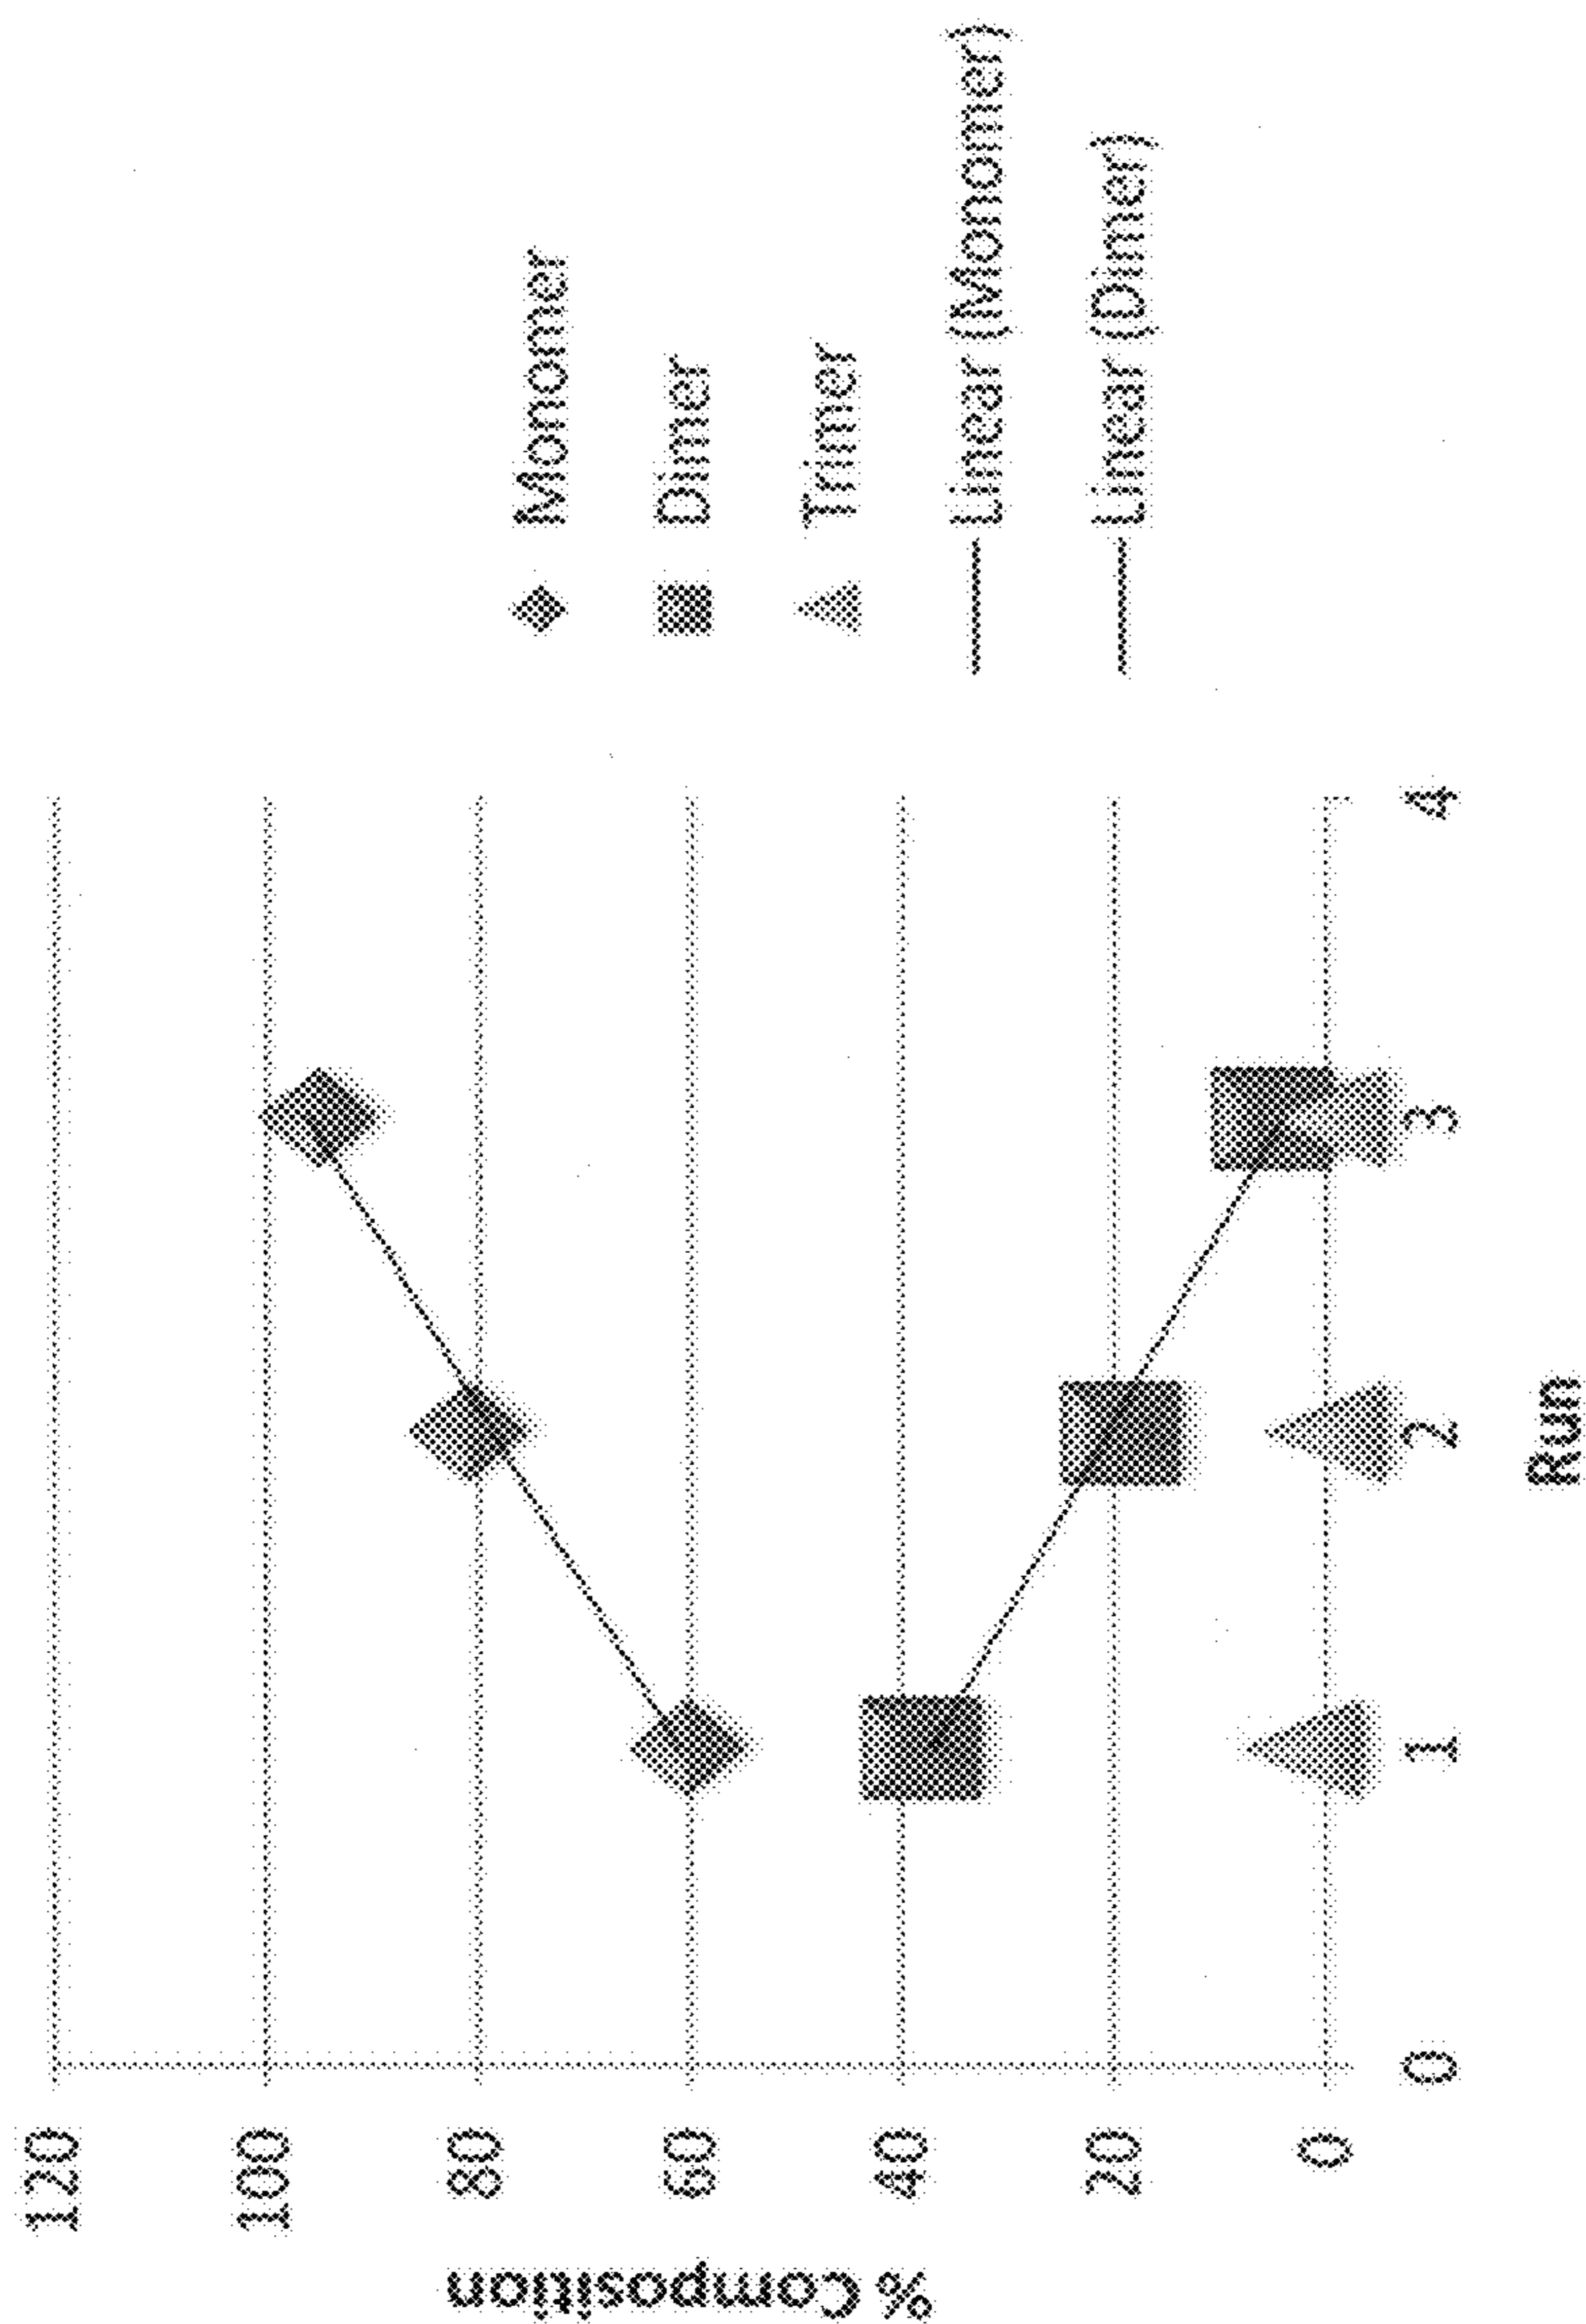 % Composition
120
100
80
60
40
20
0
0
1
2
3
4
Run
Monomer
Dimer
Trimer
Linear (Monomer)
Linear (Dimer)